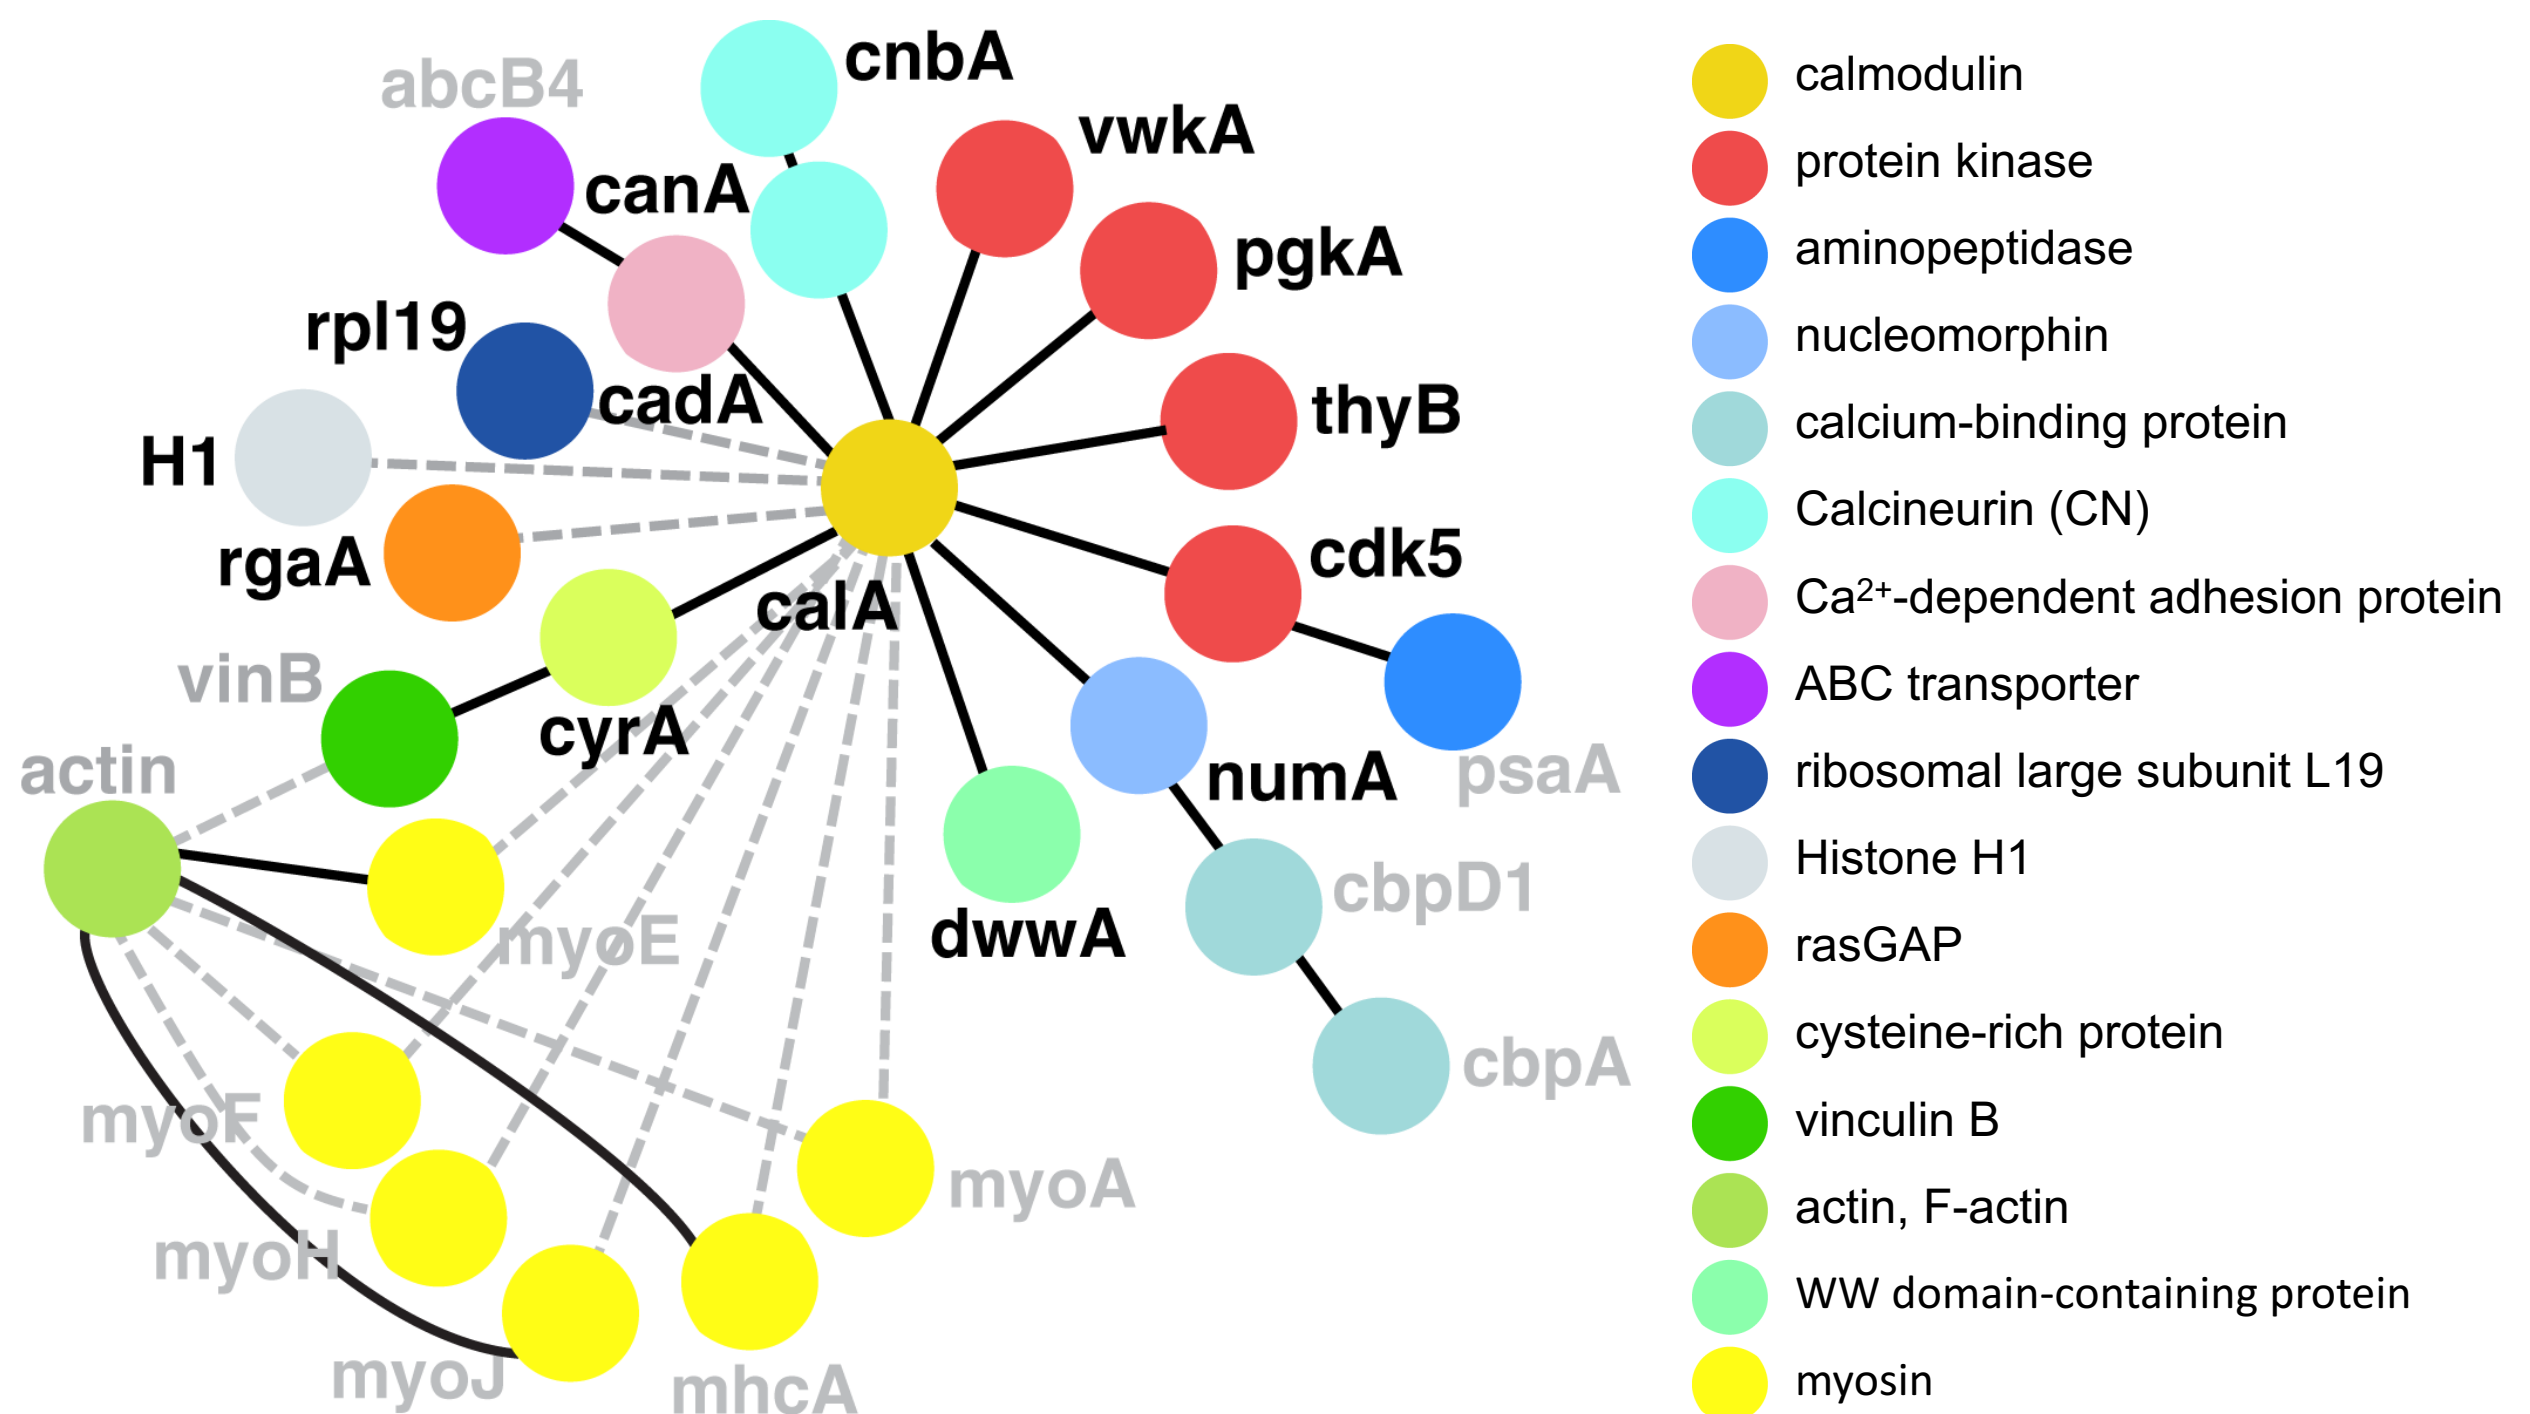 cnbA
abcB4
vwkA
canA
pgkA
rpl19
cadA
thyB
H1
rgaA
cdk5
calA
vinB
cyrA
actin
numA
psaA
cbpD1
dwwA
myoE
cbpA
myoF
myoA
myoH
myoJ
mhcA
calmodulin
protein kinase
aminopeptidase
nucleomorphin
calcium-binding protein
Calcineurin (CN)
Ca²⁺-dependent adhesion protein
ABC transporter
ribosomal large subunit L19
Histone H1
rasGAP
cysteine-rich protein
vinculin B
actin, F-actin
WW domain-containing protein
myosin